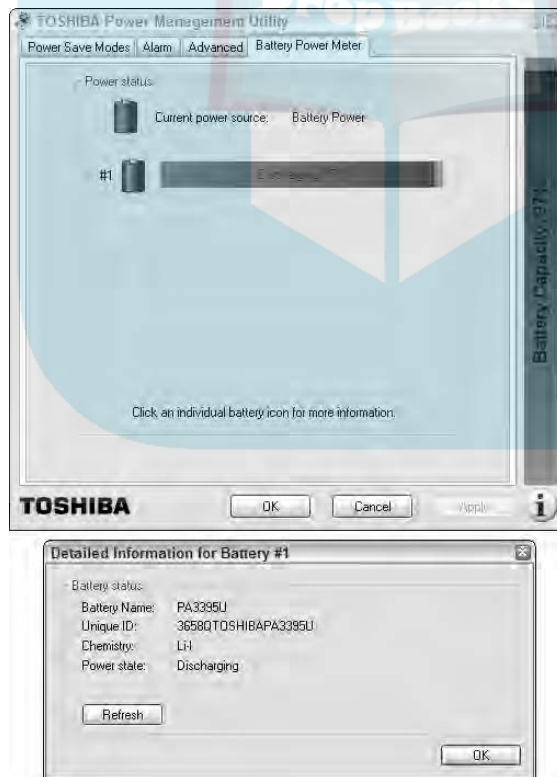 TOSHIBA Power Management Utility
Power Save Modes Alarm Advanced Battery Power Meter
Power status
Current power source: Battery Power
#1
Battery Capacity
Click an individual battery icon for more information.
TOSHIBA
OK Cancel Apply
Detailed Information for Battery #1
Battery status
Battery Name: PA3395U
Unique ID: 3658QTOSHIBAPA3395U
Chemistry: Li-I
Power state: Discharging
Refresh
OK